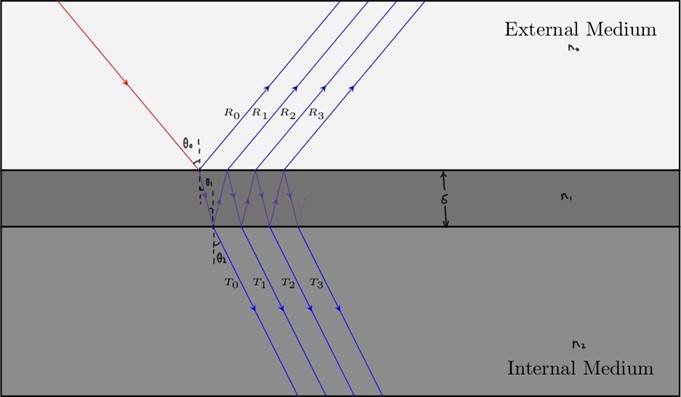 External Medium
n₀
R₀ R₁ R₂ R₃
θ₀
θ₁
δ
n₁
θ₂
T₀ T₁ T₂ T₃
n₂
Internal Medium